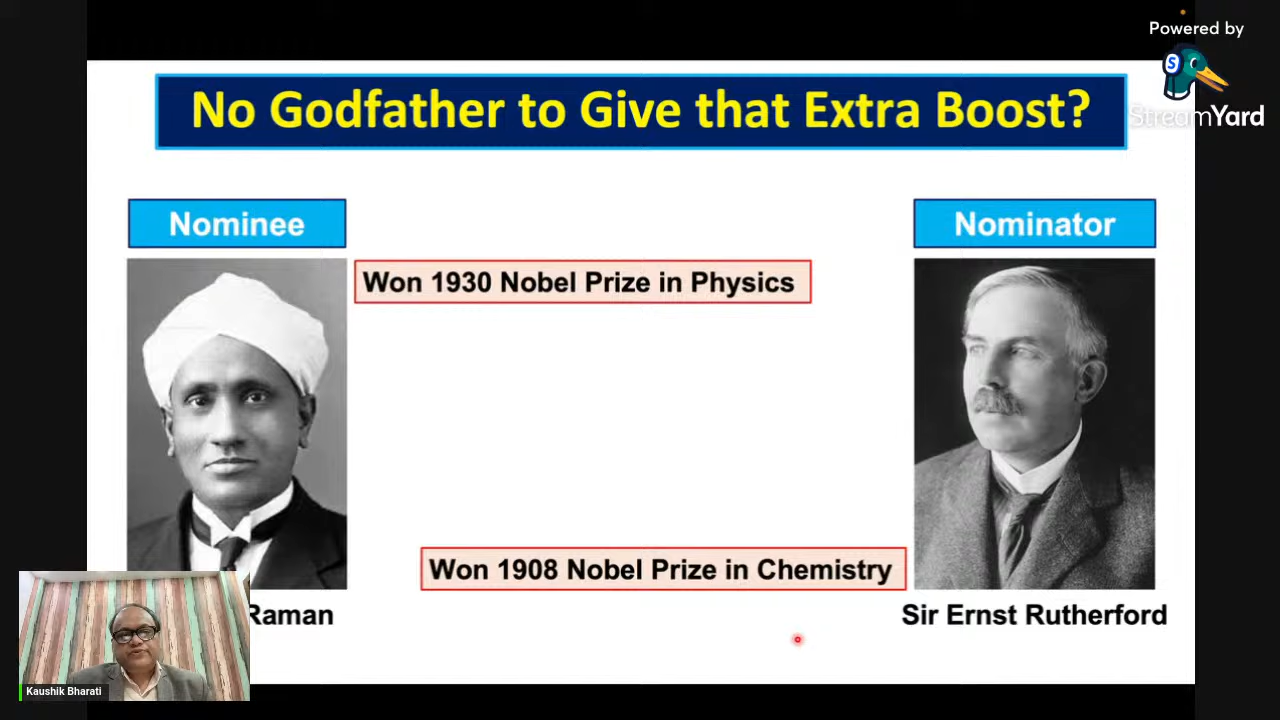 Powered by
S
StreamYard
No Godfather to Give that Extra Boost?
Nominee
Nominator
Won 1930 Nobel Prize in Physics
Won 1908 Nobel Prize in Chemistry
Raman
Sir Ernst Rutherford
Kaushik Bharati